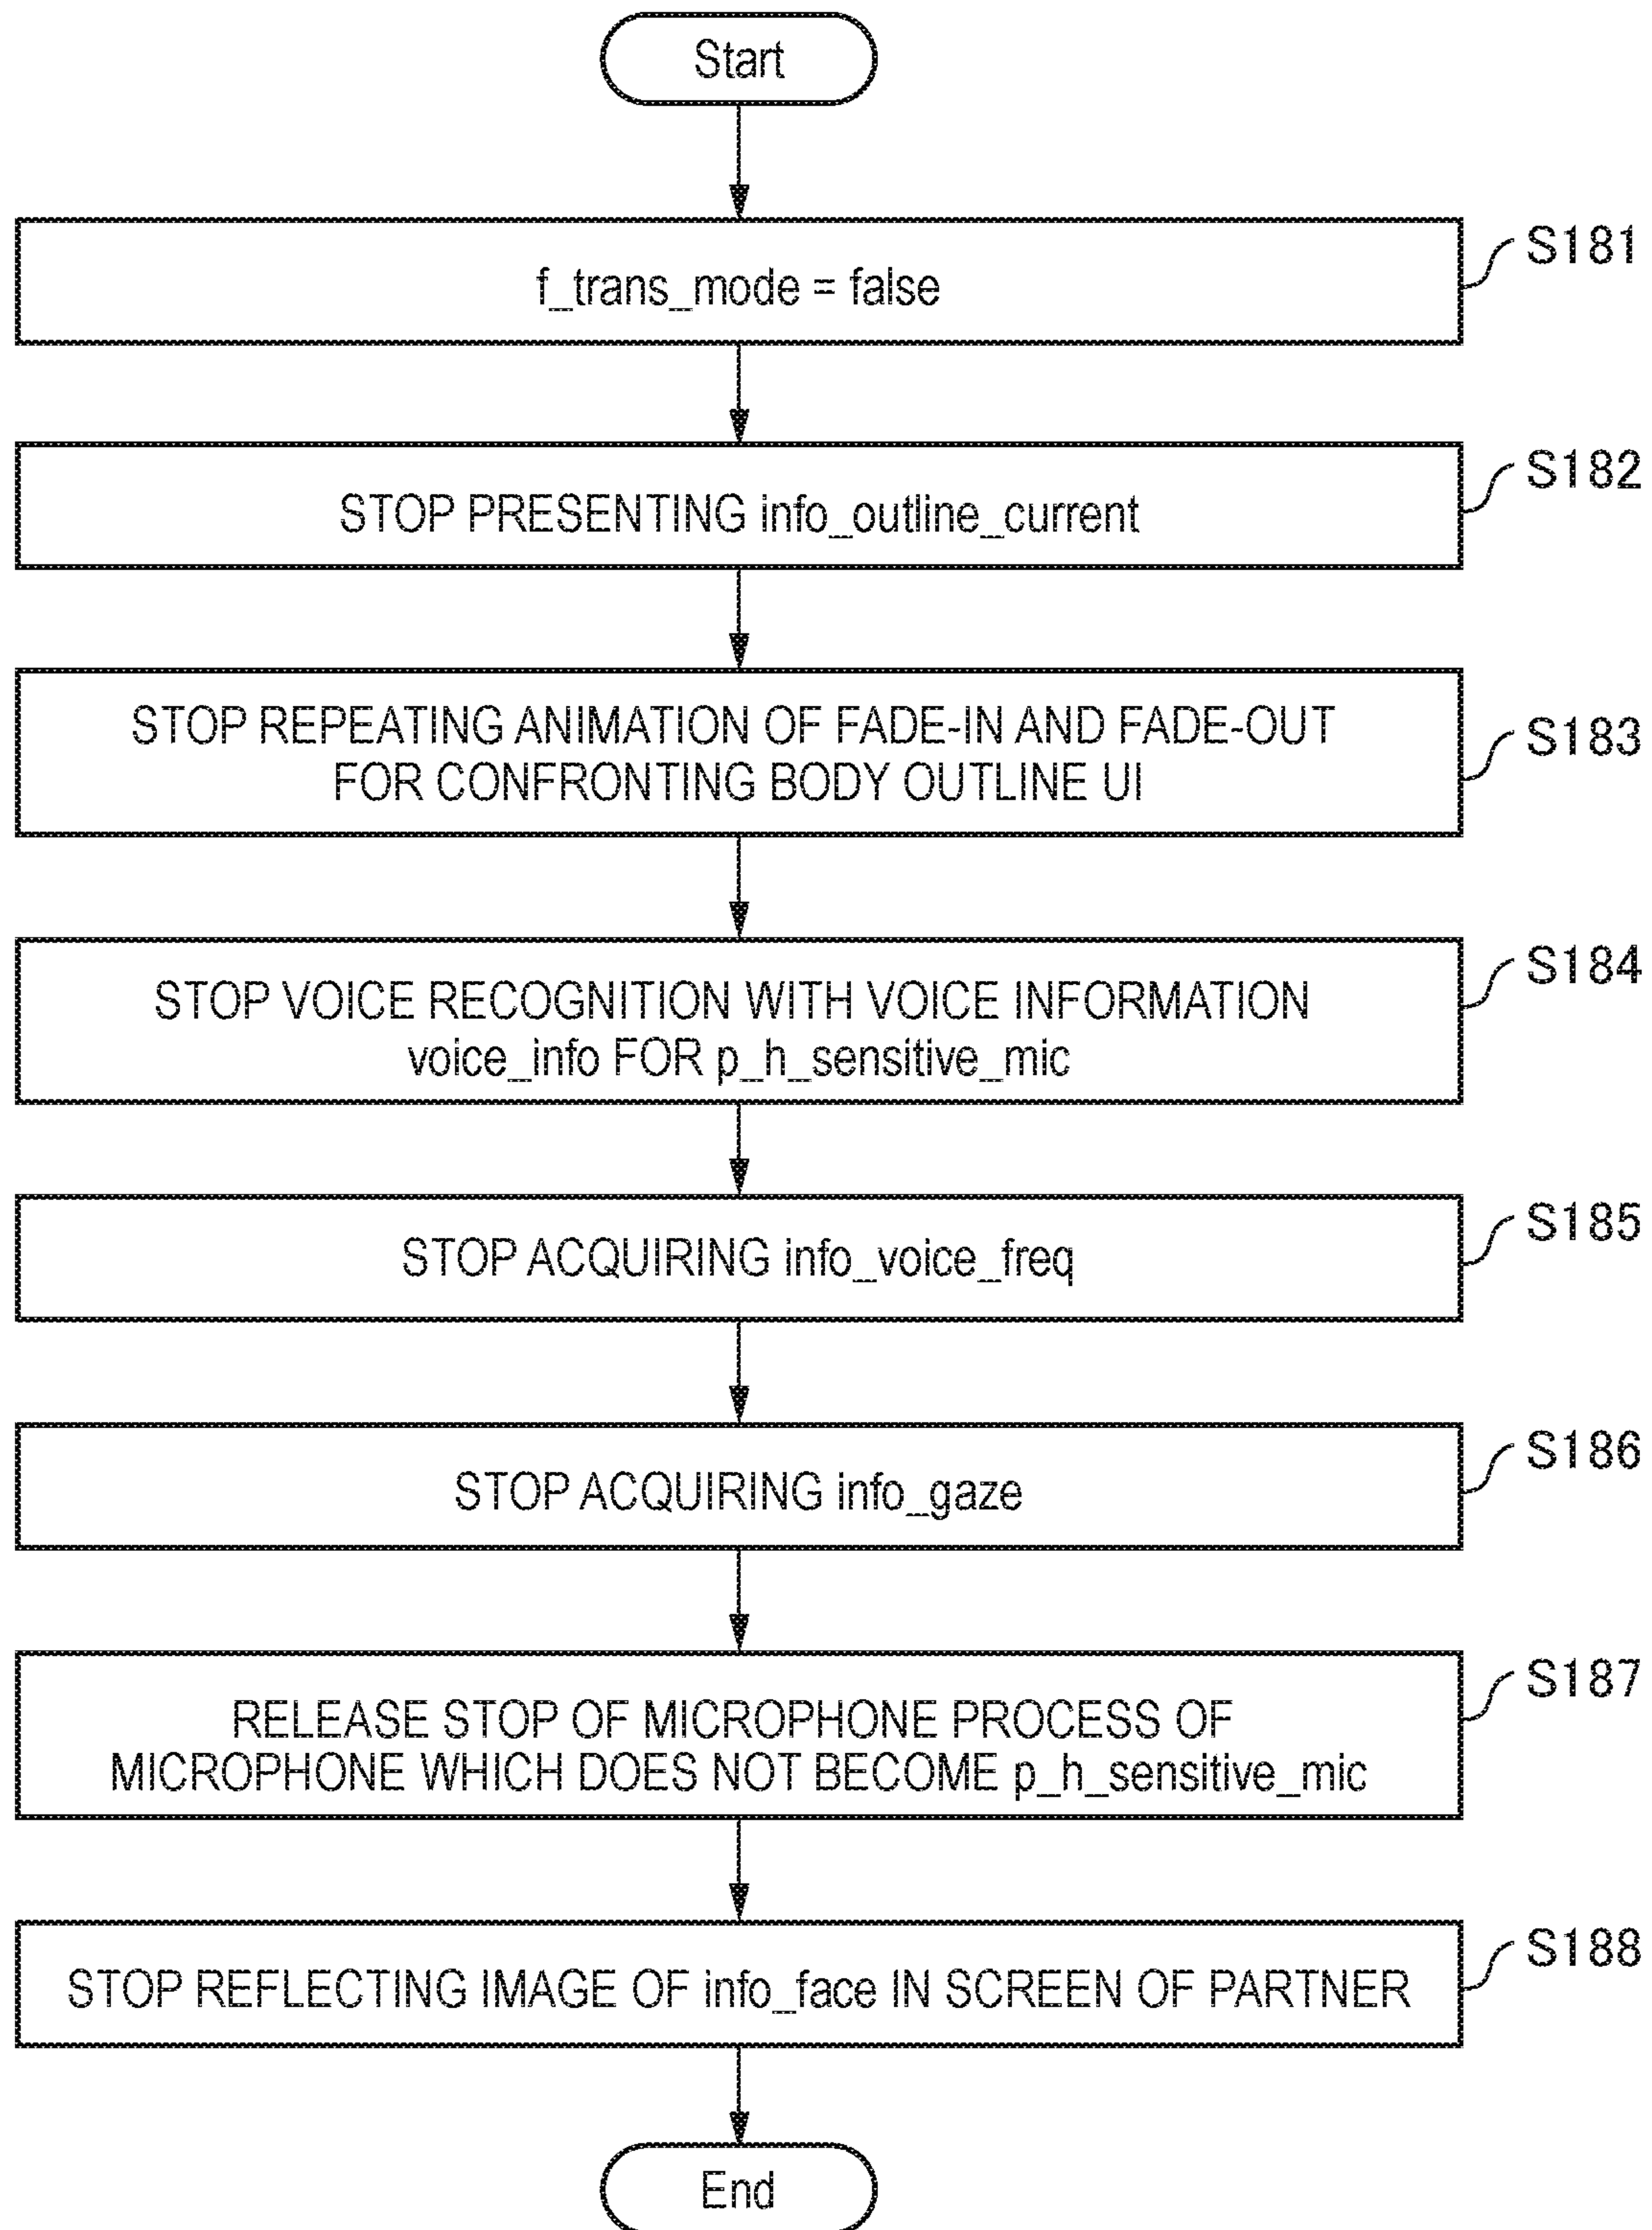 Start
f_trans_mode = false
S181
STOP PRESENTING info_outline_current
S182
STOP REPEATING ANIMATION OF FADE-IN AND FADE-OUT
FOR CONFRONTING BODY OUTLINE UI
S183
STOP VOICE RECOGNITION WITH VOICE INFORMATION
voice_info FOR p_h_sensitive_mic
S184
STOP ACQUIRING info_voice_freq
S185
STOP ACQUIRING info_gaze
S186
RELEASE STOP OF MICROPHONE PROCESS OF
MICROPHONE WHICH DOES NOT BECOME p_h_sensitive_mic
S187
STOP REFLECTING IMAGE OF info_face IN SCREEN OF PARTNER
S188
End